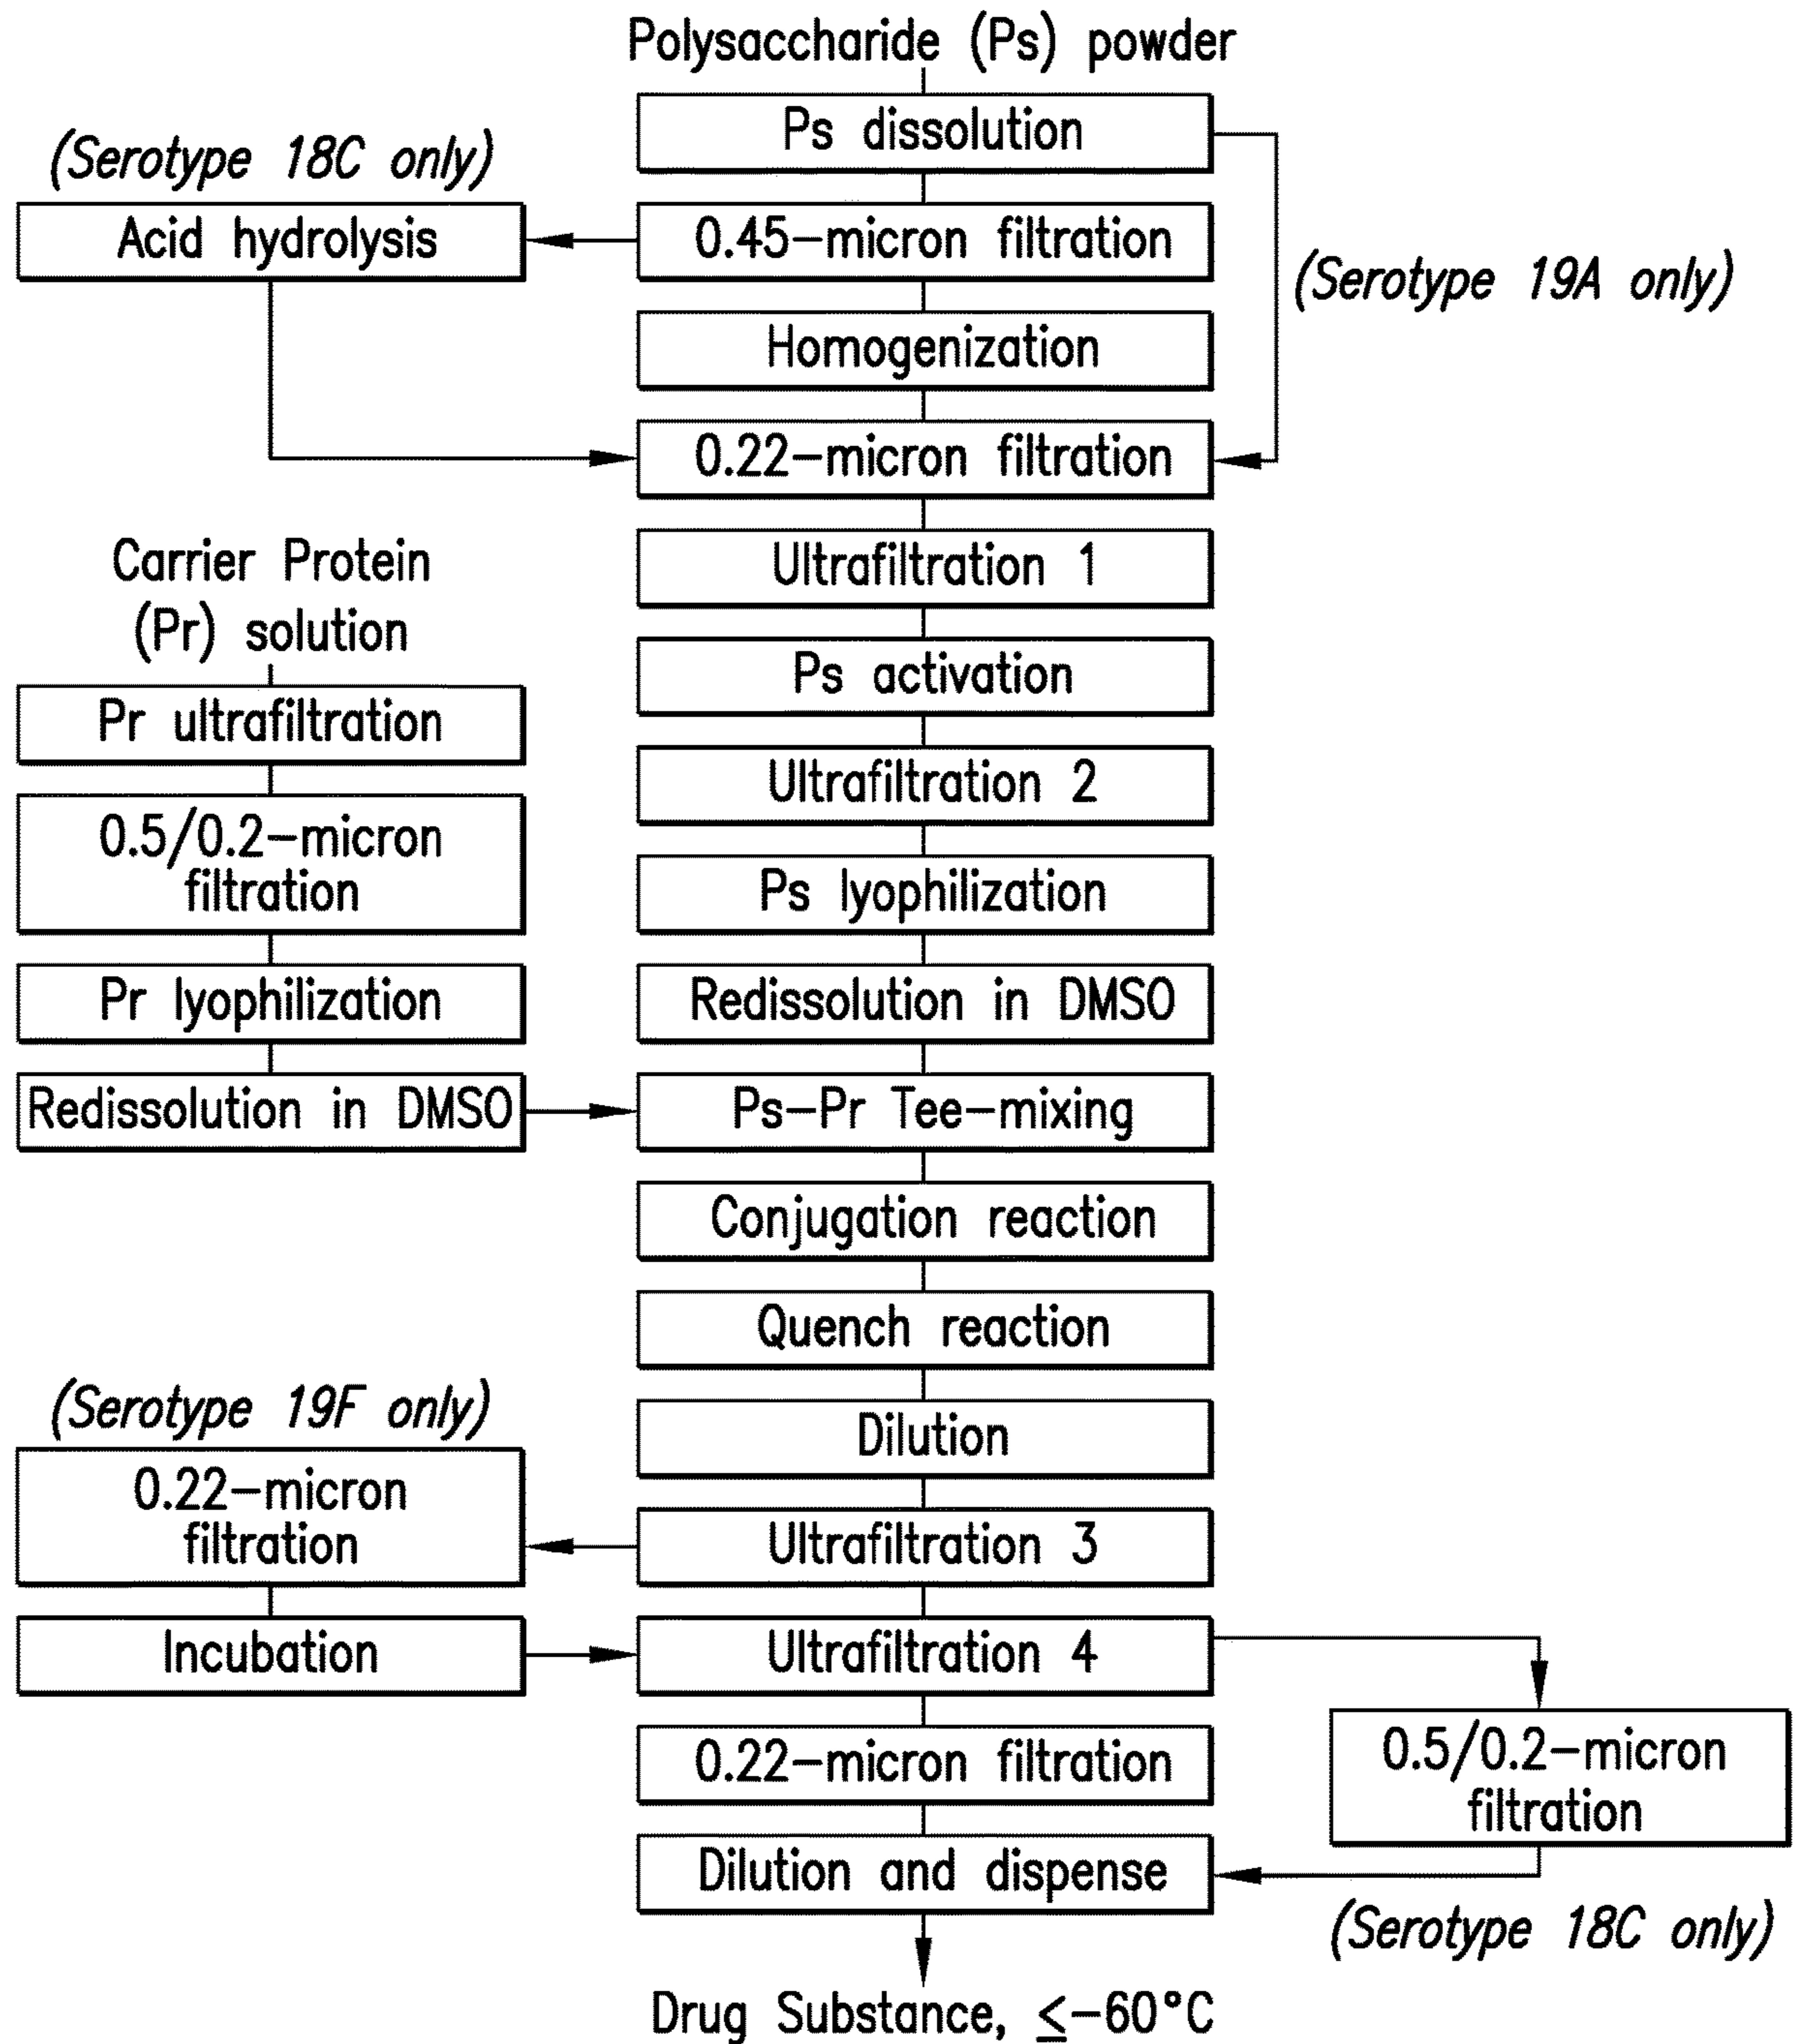 Polysaccharide (Ps) powder
Ps dissolution
(Serotype 18C only)
Acid hydrolysis
0.45-micron filtration
(Serotype 19A only)
Homogenization
0.22-micron filtration
Carrier Protein
(Pr) solution
Ultrafiltration 1
Ps activation
Pr ultrafiltration
Ultrafiltration 2
0.5/0.2-micron
filtration
Ps lyophilization
Pr lyophilization
Redissolution in DMSO
Redissolution in DMSO
Ps-Pr Tee-mixing
Conjugation reaction
Quench reaction
(Serotype 19F only)
Dilution
0.22-micron
filtration
Ultrafiltration 3
Incubation
Ultrafiltration 4
0.22-micron filtration
0.5/0.2-micron
filtration
Dilution and dispense
(Serotype 18C only)
Drug Substance, ≤-60°C